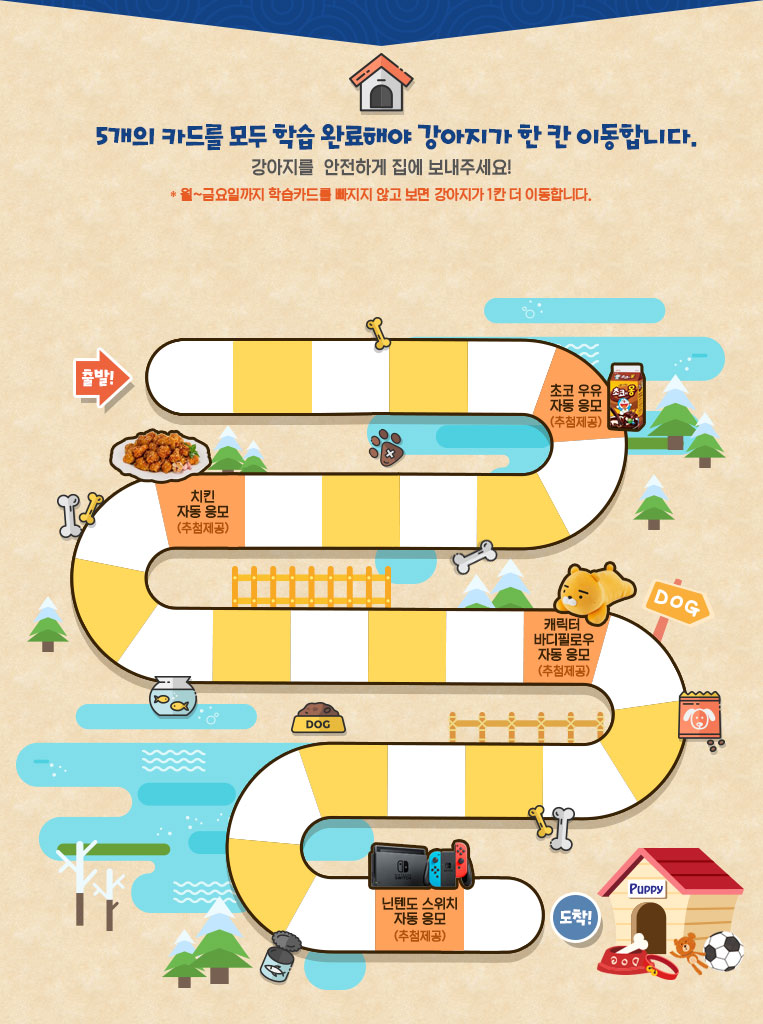 5개의 카드를 모두 학습 완료해야 강아지가 한 칸 이동합니다.
강아지를 안전하게 집에 보내주세요!
* 월~금요일까지 학습카드를 빠지지 않고 보면 강아지가 1칸 더 이동합니다.
출발!
초코 우유
자동 응모
(추첨제공)
치킨
자동 응모
(추첨제공)
DOG
캐릭터
바디필로우
자동 응모
(추첨제공)
DOG
닌텐도 스위치
자동 응모
(추첨제공)
도착!
PUPPY